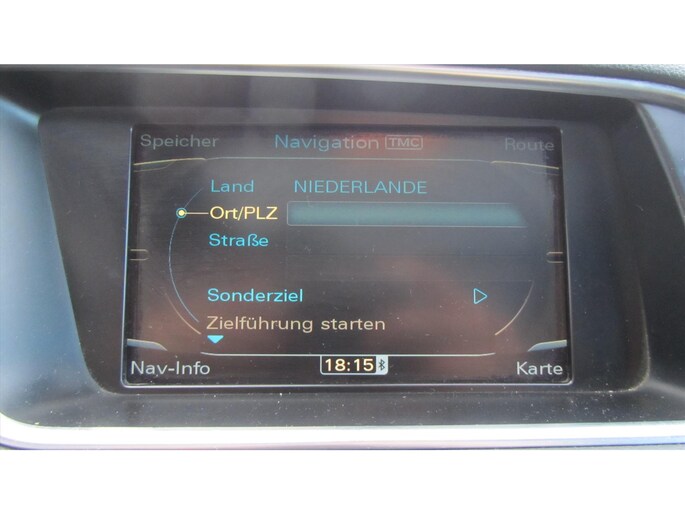 Speicher Navigation TMC Route
Land NIEDERLANDE
Ort/PLZ
Straße
Sonderziel
Zielführung starten
Nav-Info 18:15 Karte